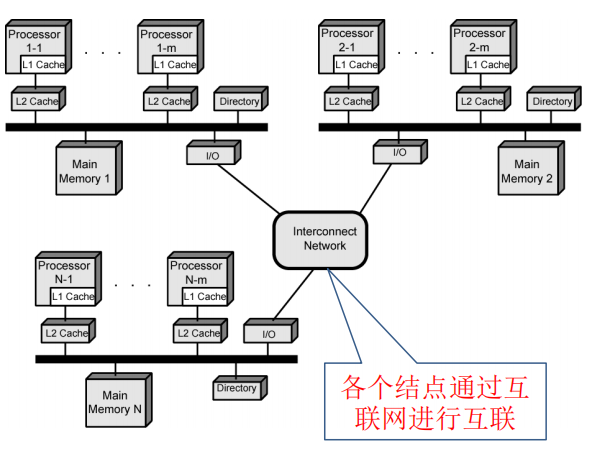 Processor
1-1
L1 Cache
. . .
Processor
1-m
L1 Cache
L2 Cache
L2 Cache
Directory
Main
Memory 1
I/O
Processor
2-1
L1 Cache
. . .
Processor
2-m
L1 Cache
L2 Cache
L2 Cache
Directory
I/O
Main
Memory 2
Interconnect
Network
Processor
N-1
L1 Cache
. . .
Processor
N-m
L1 Cache
L2 Cache
L2 Cache
I/O
Main
Memory N
Directory
各个结点通过互
联网进行互联